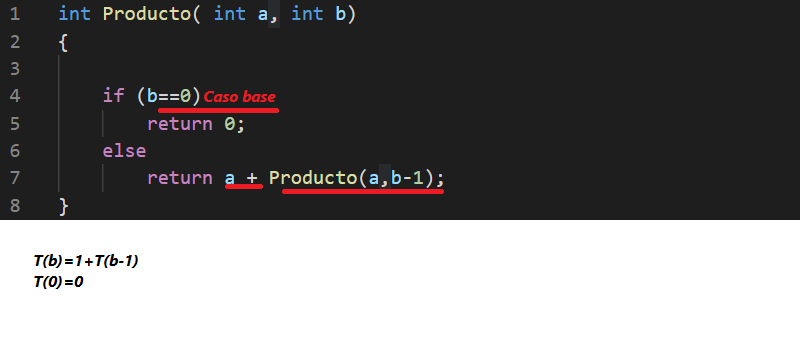 1 int Producto( int a, int b)
2 {
3
4 if (b==0) Caso base
5 return 0;
6 else
7 return a + Producto(a,b-1);
8 }
T(b)=1+T(b-1)
T(0)=0